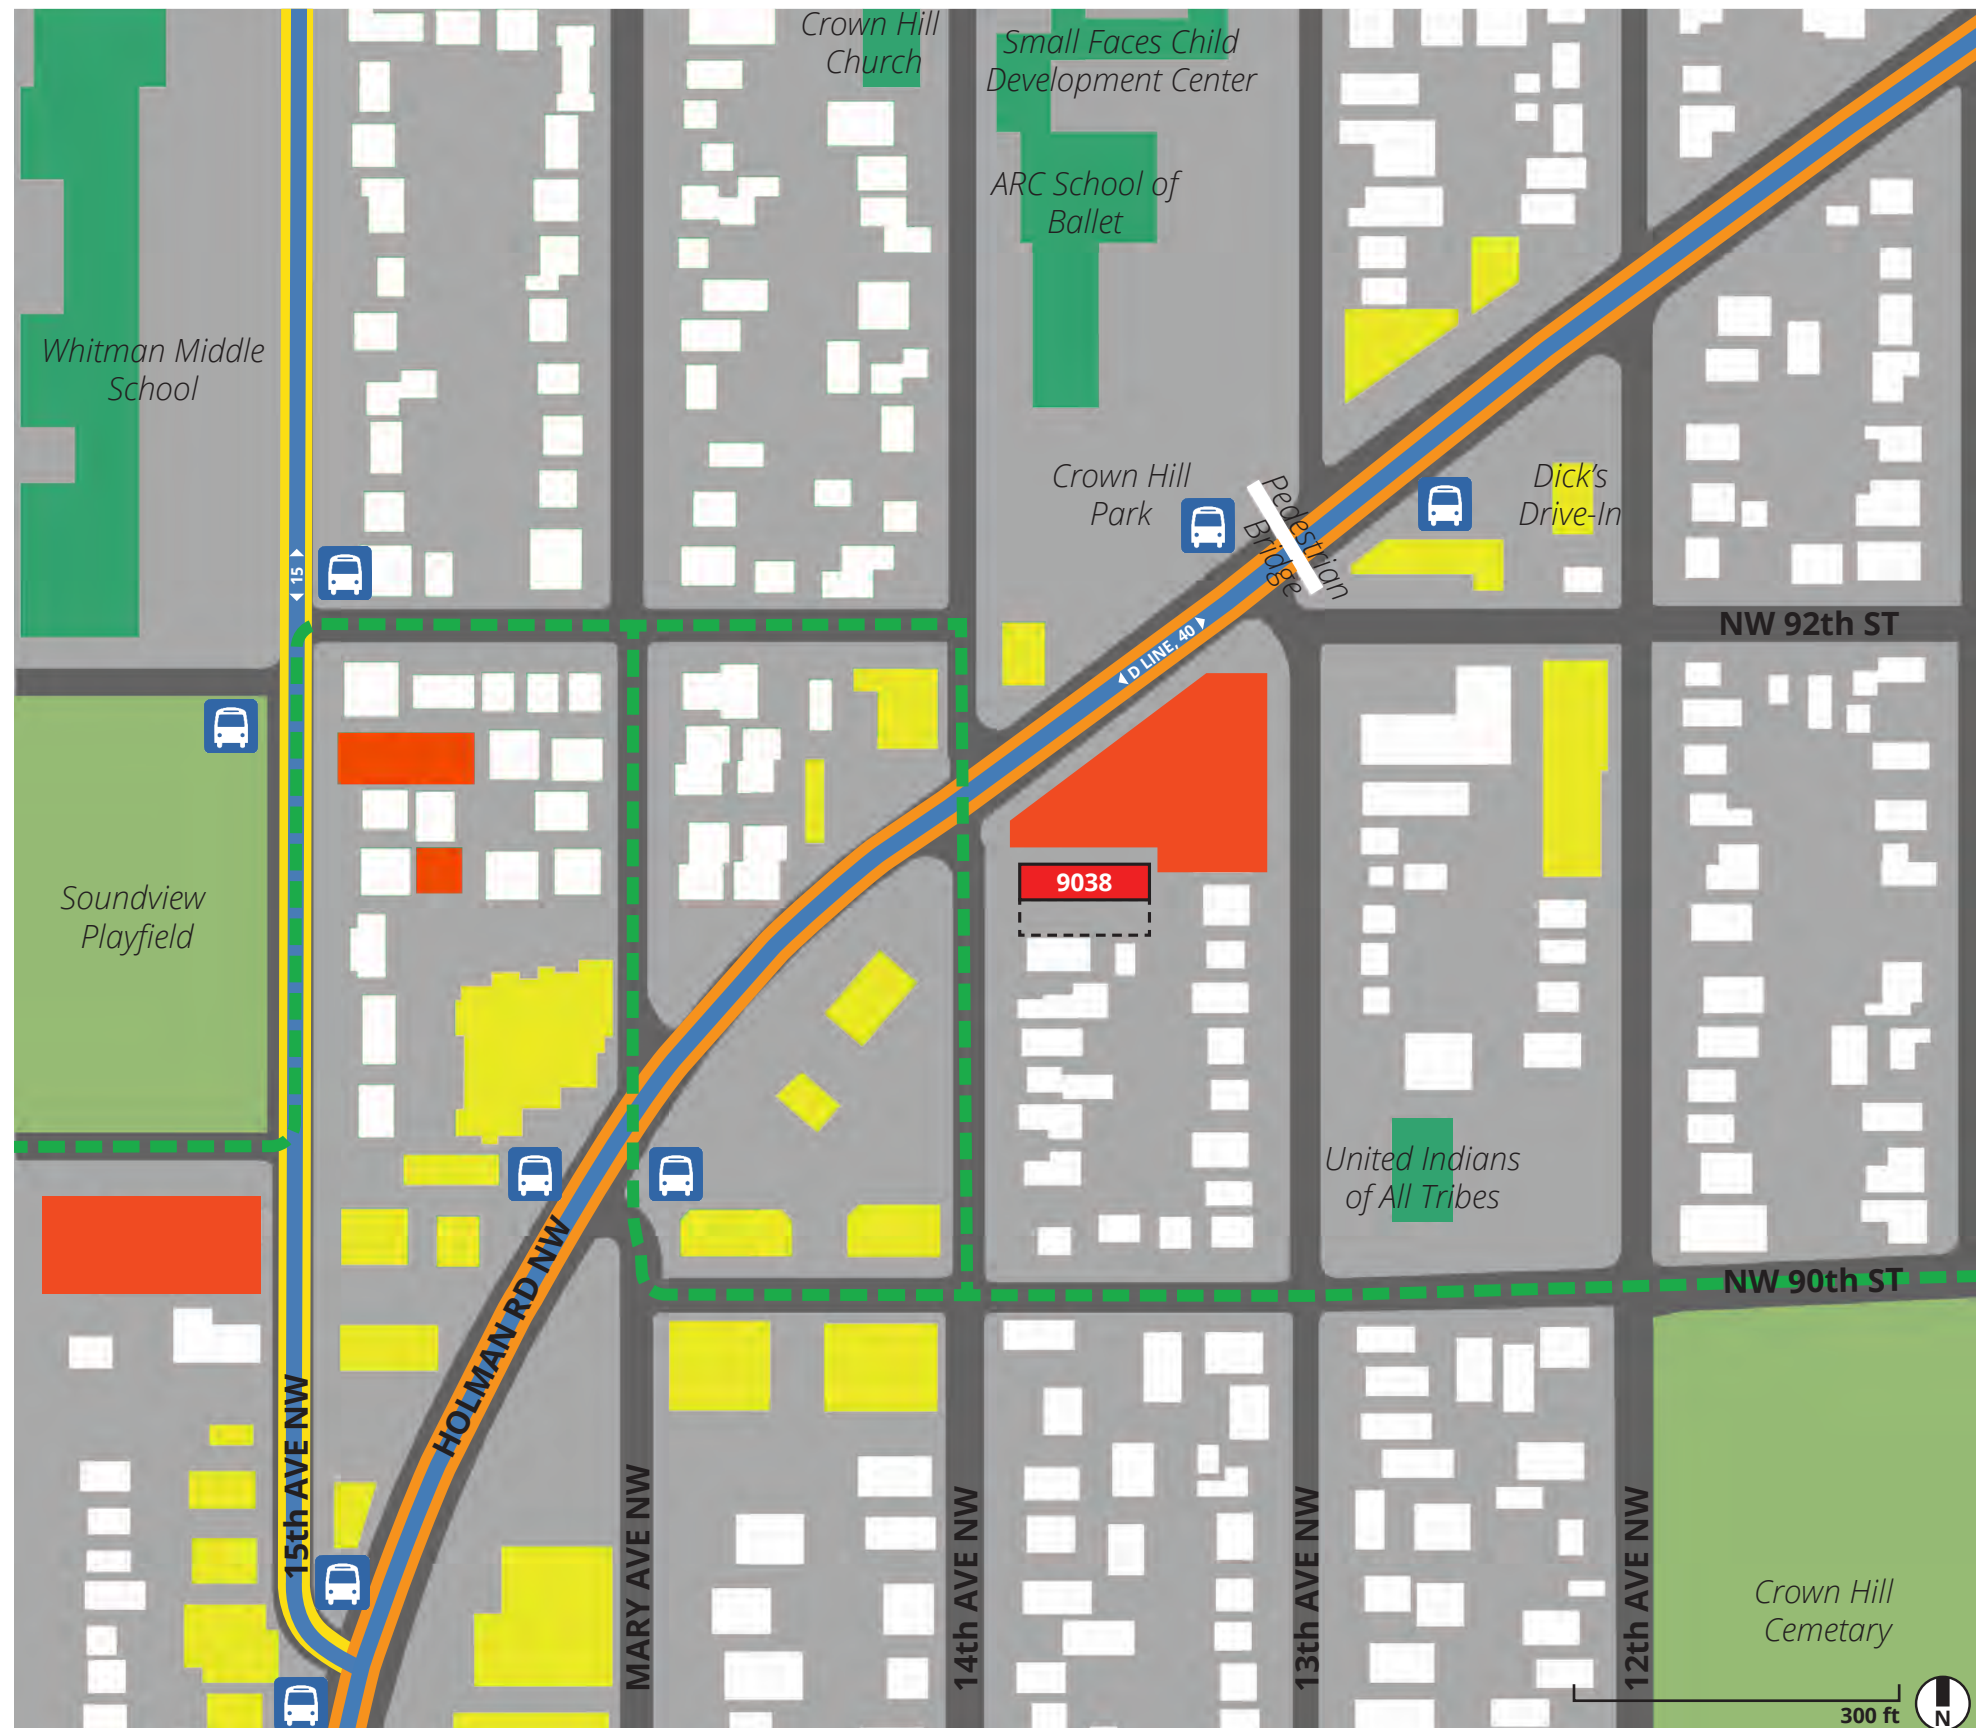 Crown Hill
Church
Small Faces Child
Development Center
ARC School of
Ballet
Whitman Middle
School
Crown Hill
Park
Pedestrian
Bridge
Dick's
Drive-In
15
NW 92th ST
D LINE, 40
9038
Soundview
Playfield
United Indians
of All Tribes
HOLMAN RD NW
NW 90th ST
15th AVE NW
MARY AVE NW
14th AVE NW
13th AVE NW
12th AVE NW
Crown Hill
Cemetary
300 ft
N